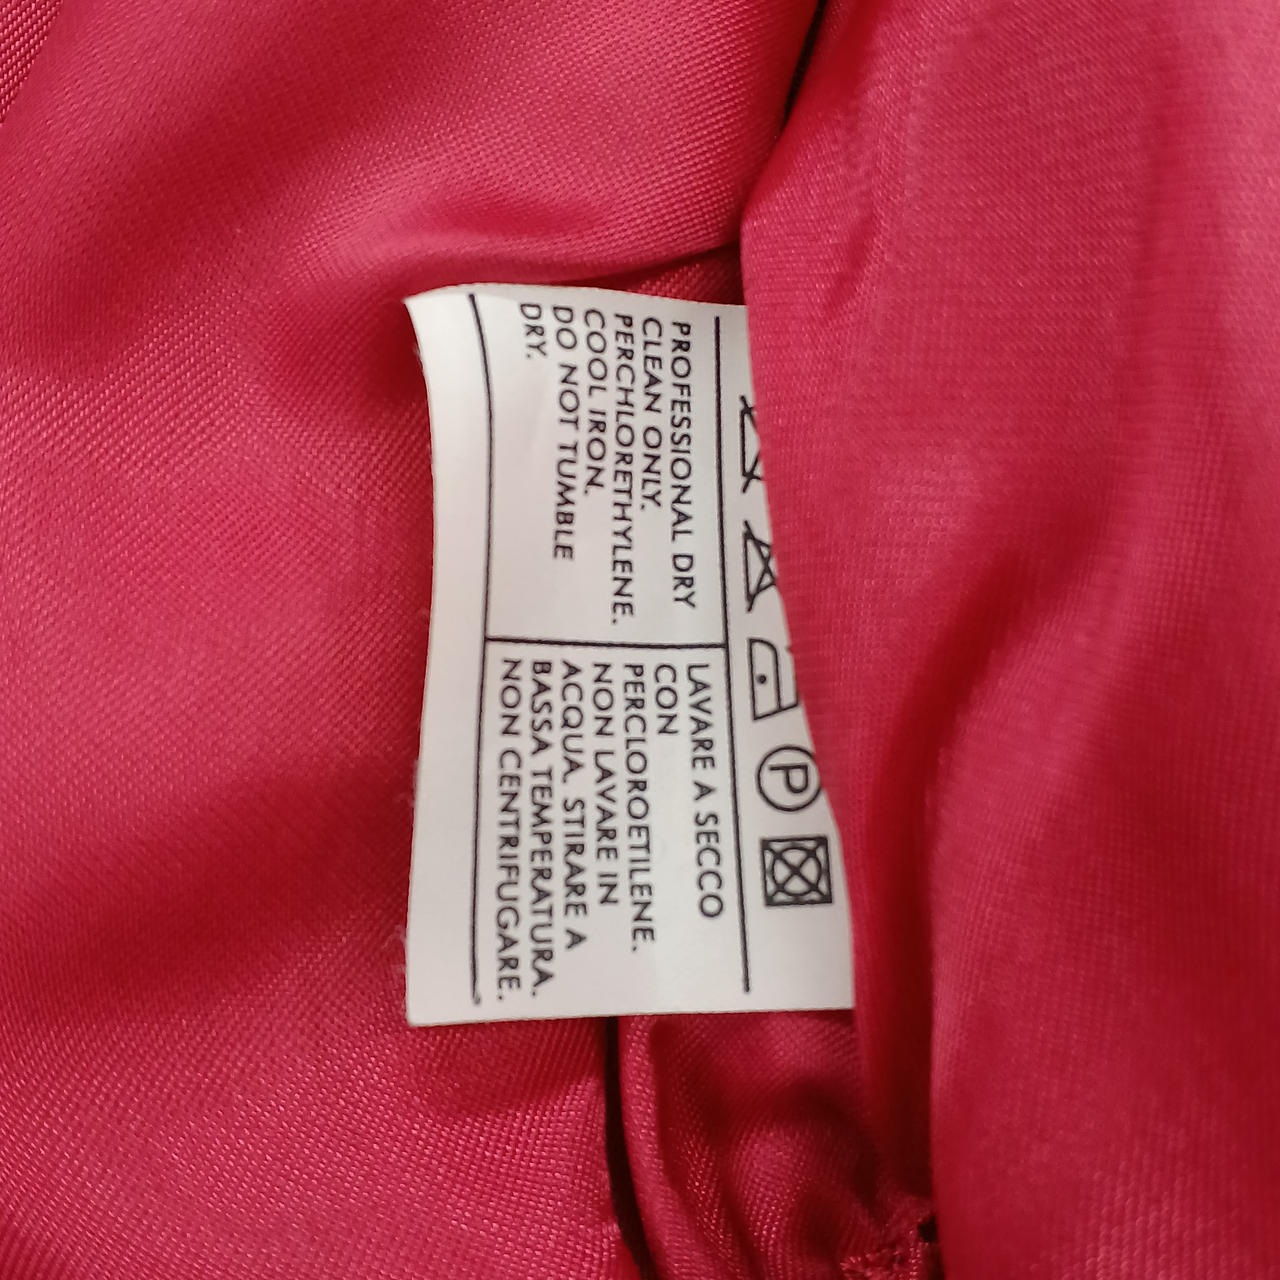 PROFESSIONAL DRY
CLEAN ONLY.
PERCHLORETHYLENE.
COOL IRON.
DO NOT TUMBLE
DRY.
LAVARE A SECCO
CON
PERCLOROETILENE.
NON LAVARE IN
ACQUA. STIRARE A
BASSA TEMPERATURA.
NON CENTRIFUGARE.
P